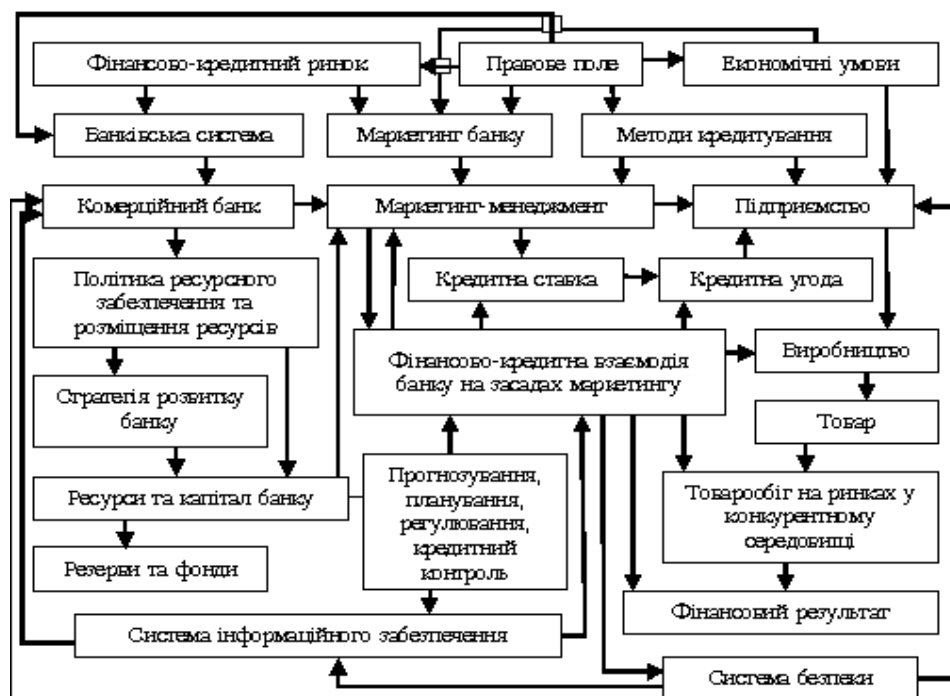 Фінансово-кредитний ринок
Правове поле
Економічні умови
Банківська система
Маркетинг банку
Методи кредитування
Комерційний банк
Маркетинг-менеджмент
Підприємство
Політика ресурсного
забезпечення та
розміщення ресурсів
Кредитна ставка
Кредитна угода
Фінансово-кредитна взаємодія
банку на засадах маркетингу
Виробництво
Стратегія розвитку
банку
Товар
Ресурси та капітал банку
Прогнозування,
планування,
регулювання,
кредитний
контроль
Товарообіг на ринках у
конкурентному
середовищі
Резерви та фонди
Фінансовий результат
Система інформаційного забезпечення
Система безпеки